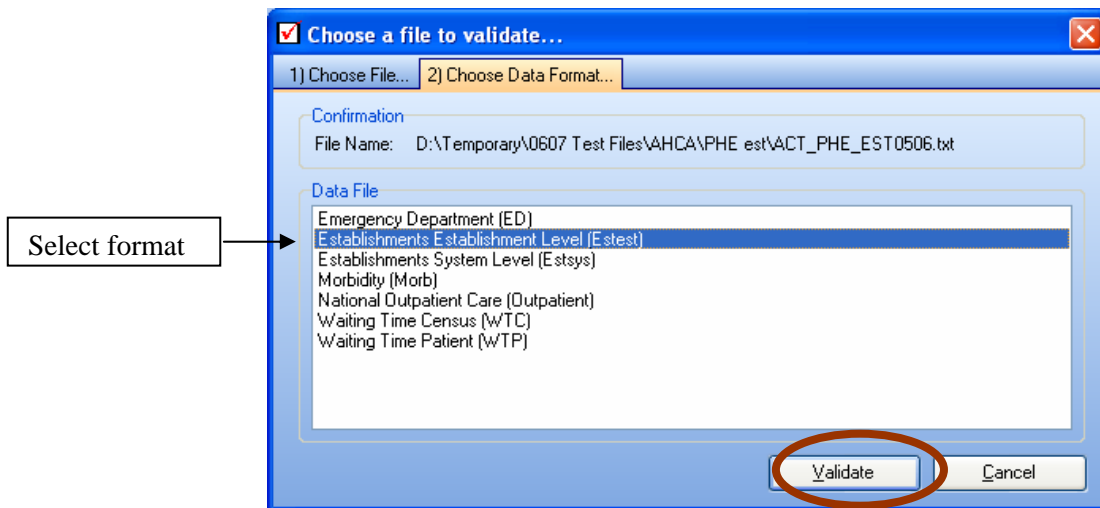 Choose a file to validate...
1) Choose File... 2) Choose Data Format...
Confirmation
File Name: D:\Temporary\0607 Test Files\AHCA\PHE est\ACT_PHE_EST0506.txt
Data File
Emergency Department (ED)
Select format
Establishments Establishment Level (Estest)
Establishments System Level (Estsys)
Morbidity (Morb)
National Outpatient Care (Outpatient)
Waiting Time Census (WTC)
Waiting Time Patient (WTP)
Validate Cancel